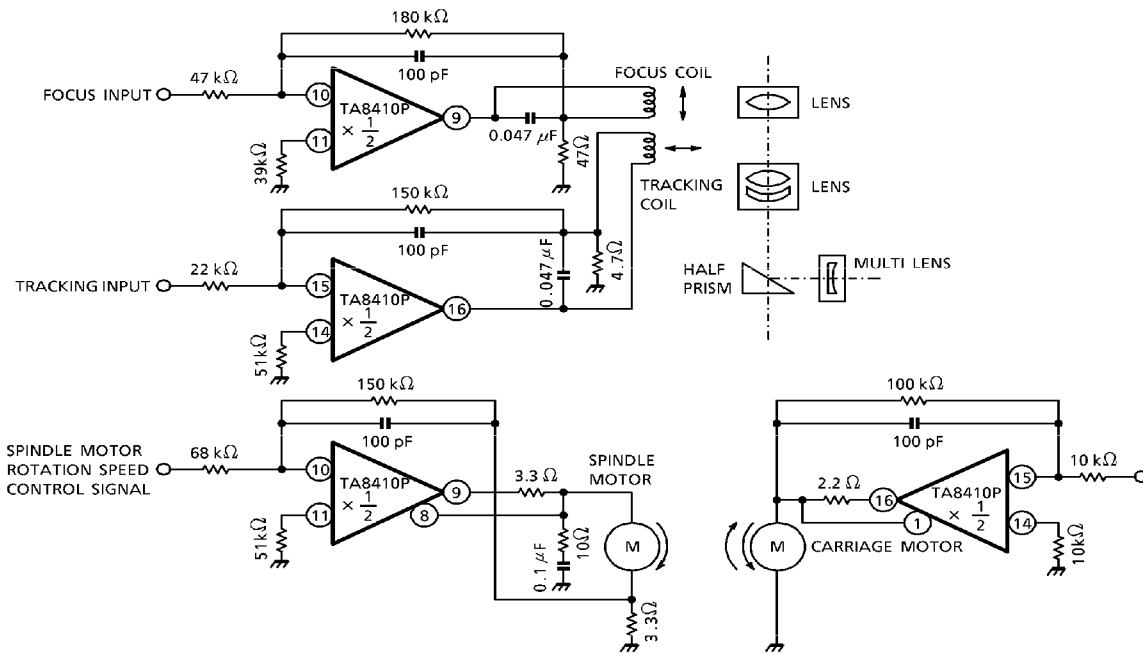 180 kΩ
100 pF
47 kΩ
FOCUS INPUT
10
TA8410P
× 1/2
9
11
39kΩ
0.047 μF
47Ω
FOCUS COIL
TRACKING
COIL
LENS
LENS
HALF
PRISM
MULTI LENS
150 kΩ
100 pF
22 kΩ
TRACKING INPUT
15
TA8410P
× 1/2
16
14
51kΩ
0.047 μF
4.7Ω
150 kΩ
100 pF
SPINDLE MOTOR
ROTATION SPEED
CONTROL SIGNAL
68 kΩ
10
TA8410P
× 1/2
9
8
11
51kΩ
3.3 Ω
10Ω
0.1 μF
SPINDLE
MOTOR
M
3.3Ω
100 kΩ
100 pF
10 kΩ
15
TA8410P
× 1/2
2.2 Ω
16
1
14
10kΩ
M
CARRIAGE MOTOR